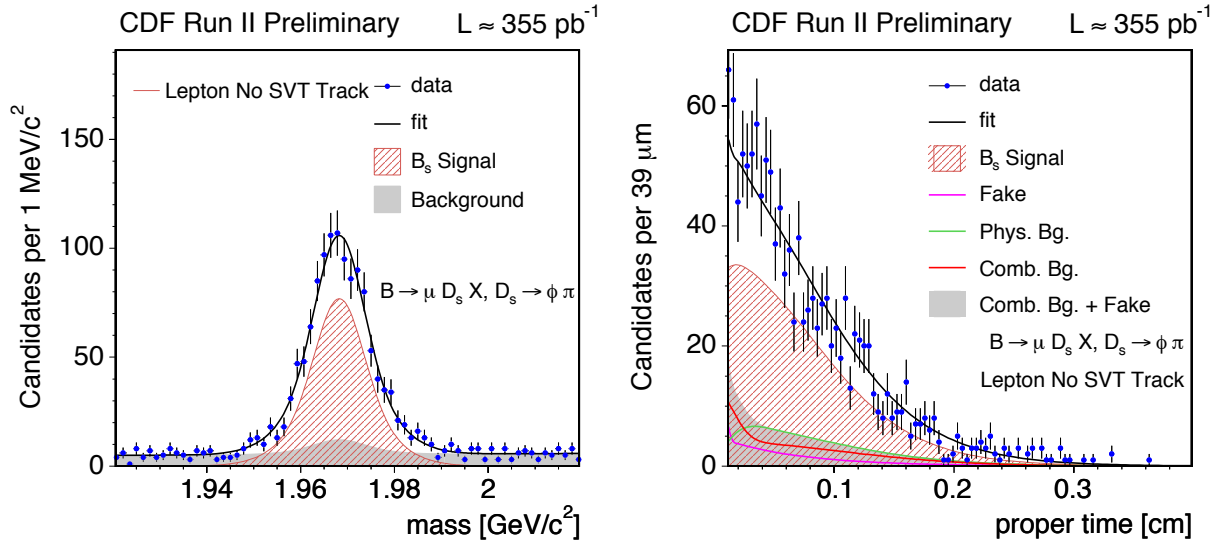 CDF Run II Preliminary L ≈ 355 pb⁻¹
Lepton No SVT Track
data
fit
Bₛ Signal
Background
B → μ Dₛ X, Dₛ → φ π
Candidates per 1 MeV/c²
150
100
50
0
1.94 1.96 1.98 2
mass [GeV/c²]
CDF Run II Preliminary L ≈ 355 pb⁻¹
data
fit
Bₛ Signal
Fake
Phys. Bg.
Comb. Bg.
Comb. Bg. + Fake
B → μ Dₛ X, Dₛ → φ π
Lepton No SVT Track
Candidates per 39 μm
60
40
20
0
0.1 0.2 0.3
proper time [cm]